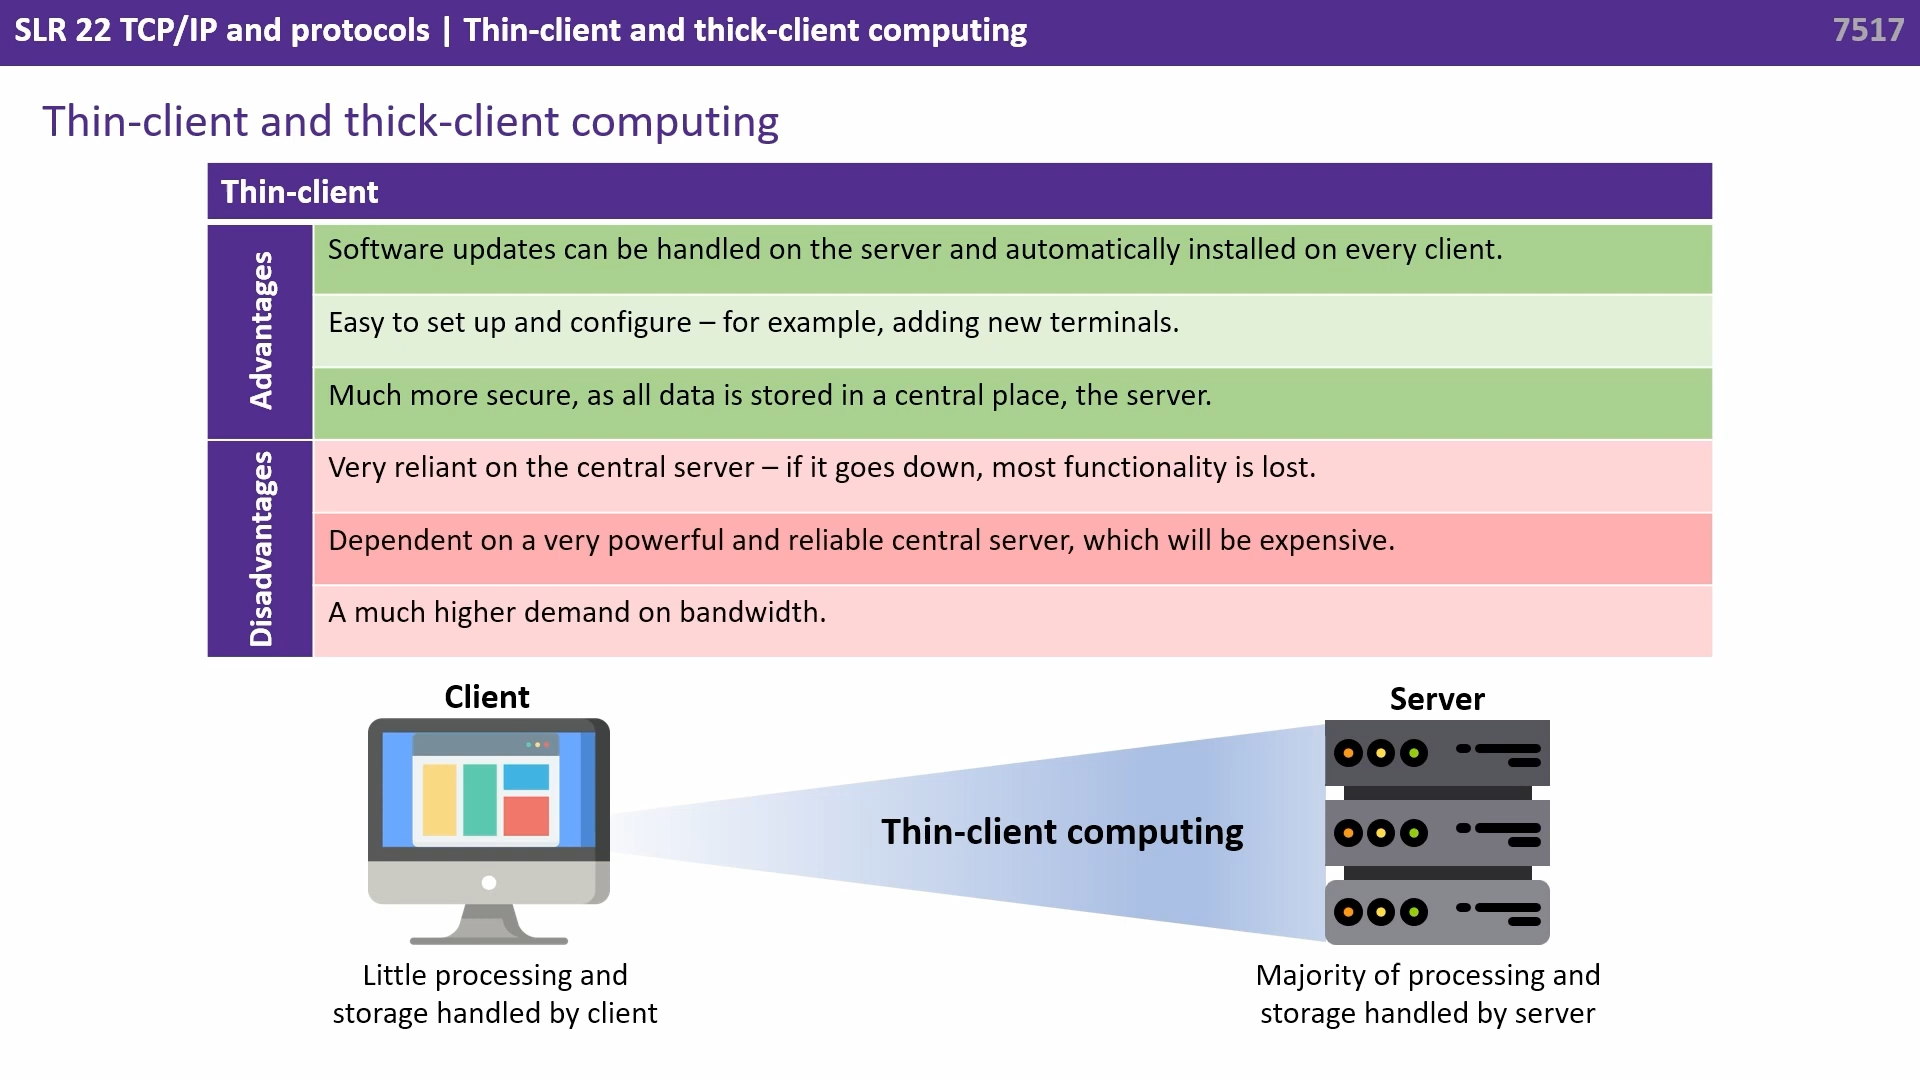 SLR 22 TCP/IP and protocols | Thin-client and thick-client computing
7517
Thin-client and thick-client computing
Thin-client
Advantages
Software updates can be handled on the server and automatically installed on every client.
Easy to set up and configure – for example, adding new terminals.
Much more secure, as all data is stored in a central place, the server.
Disadvantages
Very reliant on the central server – if it goes down, most functionality is lost.
Dependent on a very powerful and reliable central server, which will be expensive.
A much higher demand on bandwidth.
Client
Server
Thin-client computing
Little processing and
storage handled by client
Majority of processing and
storage handled by server